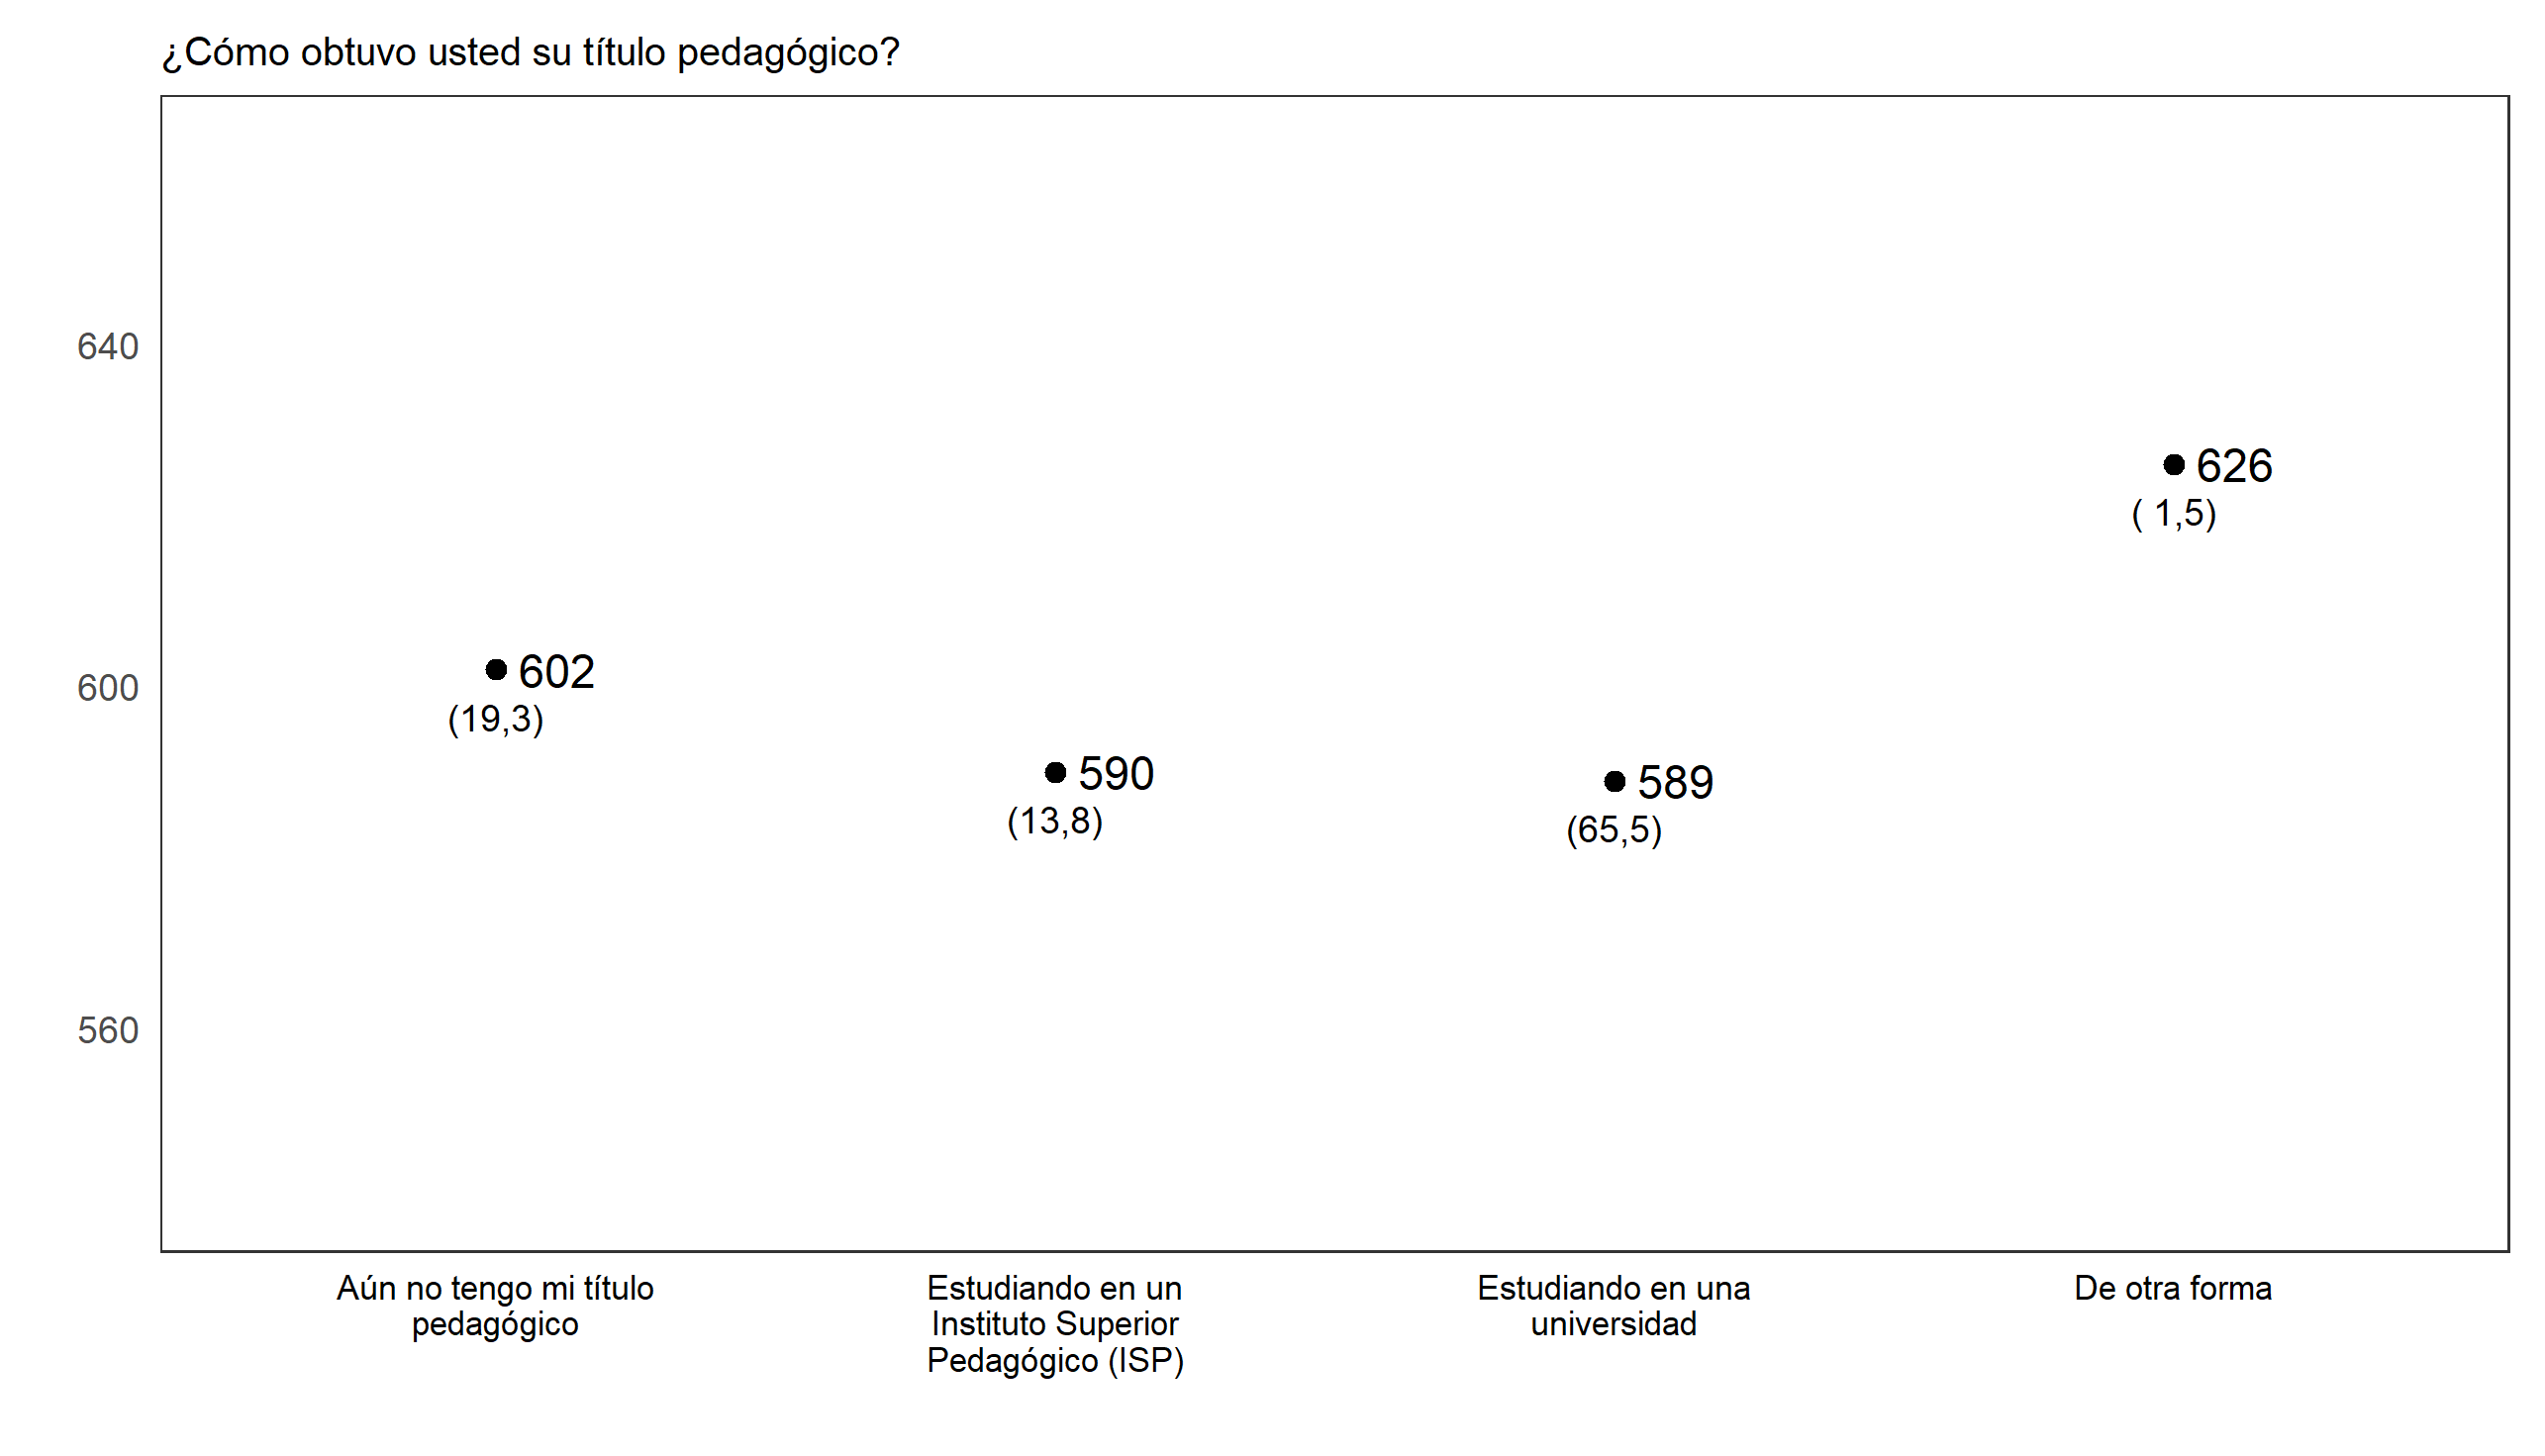 ¿Cómo obtuvo usted su título pedagógico?
640
600
560
626
( 1,5)
602
(19,3)
590
(13,8)
589
(65,5)
Aún no tengo mi título
pedagógico
Estudiando en un
Instituto Superior
Pedagógico (ISP)
Estudiando en una
universidad
De otra forma